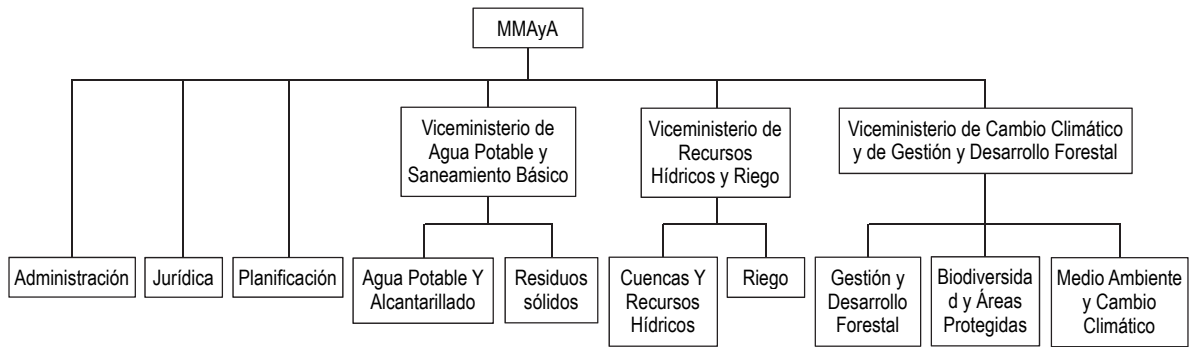 MMAyA
Viceministerio de
Agua Potable y
Saneamiento Básico
Viceministerio de
Recursos
Hídricos y Riego
Viceministerio de Cambio Climático
y de Gestión y Desarrollo Forestal
Administración
Jurídica
Planificación
Agua Potable Y
Alcantarillado
Residuos
sólidos
Cuencas Y
Recursos
Hídricos
Riego
Gestión y
Desarrollo
Forestal
Biodiversida
d y Áreas
Protegidas
Medio Ambiente
y Cambio
Climático